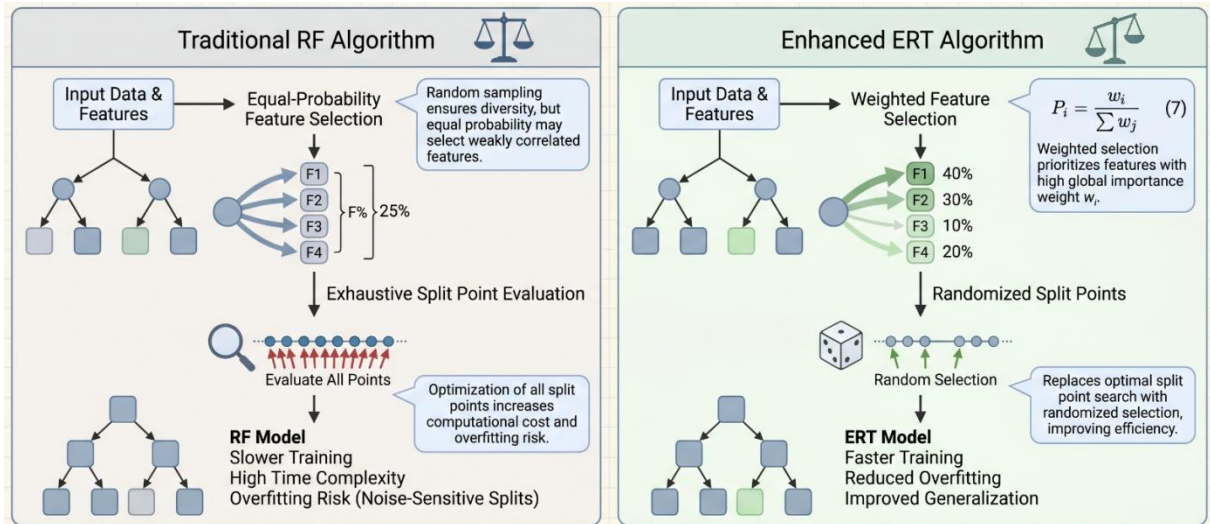 Traditional RF Algorithm
Input Data &
Features
Equal-Probability
Feature Selection
Random sampling
ensures diversity, but
equal probability may
select weakly correlated
features.
F1
F2
F3
F4
F%
25%
Exhaustive Split Point Evaluation
Evaluate All Points
Optimization of all split
points increases
computational cost and
overfitting risk.
RF Model
Slower Training
High Time Complexity
Overfitting Risk (Noise-Sensitive Splits)
Enhanced ERT Algorithm
Input Data &
Features
Weighted Feature
Selection
P_i = w_i / ∑ w_j (7)
Weighted selection
prioritizes features with
high global importance
weight w_i.
F1 40%
F2 30%
F3 10%
F4 20%
Randomized Split Points
Random Selection
Replaces optimal split
point search with
randomized selection,
improving efficiency.
ERT Model
Faster Training
Reduced Overfitting
Improved Generalization